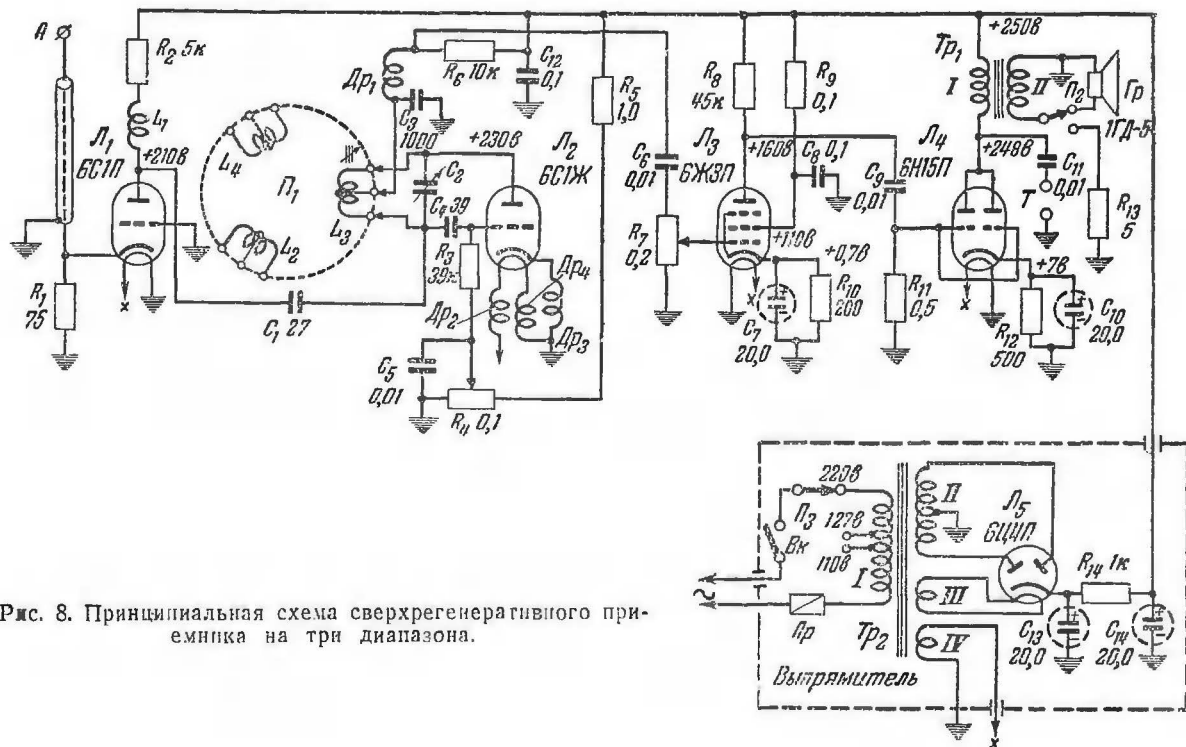 A
R₂ 5к
L₁
Л₁
6С1П
+210в
R₁
75
C₁ 27
L₄
П₁
L₂
L₃
Др₁
R₆ 10к
C₁₂
0,1
C₃
1000
R₅
1,0
+230в
Л₂
6С1Ж
C₂
C₄ 39
R₃
39к
Др₂
Др₄
Др₃
C₅
0,01
R₄ 0,1
C₆
0,01
R₇
0,2
R₈
45к
R₉
0,1
+160в
Л₃
6Ж3П
C₈ 0,1
+110в
+0,7в
х
C₇
20,0
R₁₀
200
C₉
0,01
R₁₁
0,5
+250в
Тр₁
I
II
П₂
Гр
1ГД-5
+248в
Л₄
6Н15П
C₁₁
0,01
Т
R₁₃
5
+7в
х
R₁₂
500
C₁₀
20,0
х
220в
П₃
127в
Вк
110в
I
Пр
Тр₂
II
III
IV
Л₅
6Ц4П
R₁₄ 1к
C₁₃
20,0
C₁₄
20,0
Выпрямитель
х
Рис. 8. Принципиальная схема сверхрегенеративного при-
емника на три диапазона.